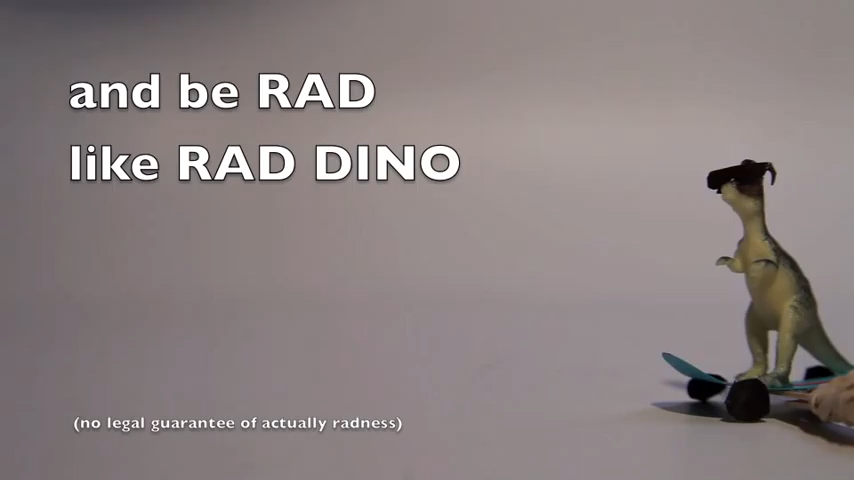 and be RAD
like RAD DINO
(no legal guarantee of actually radness)